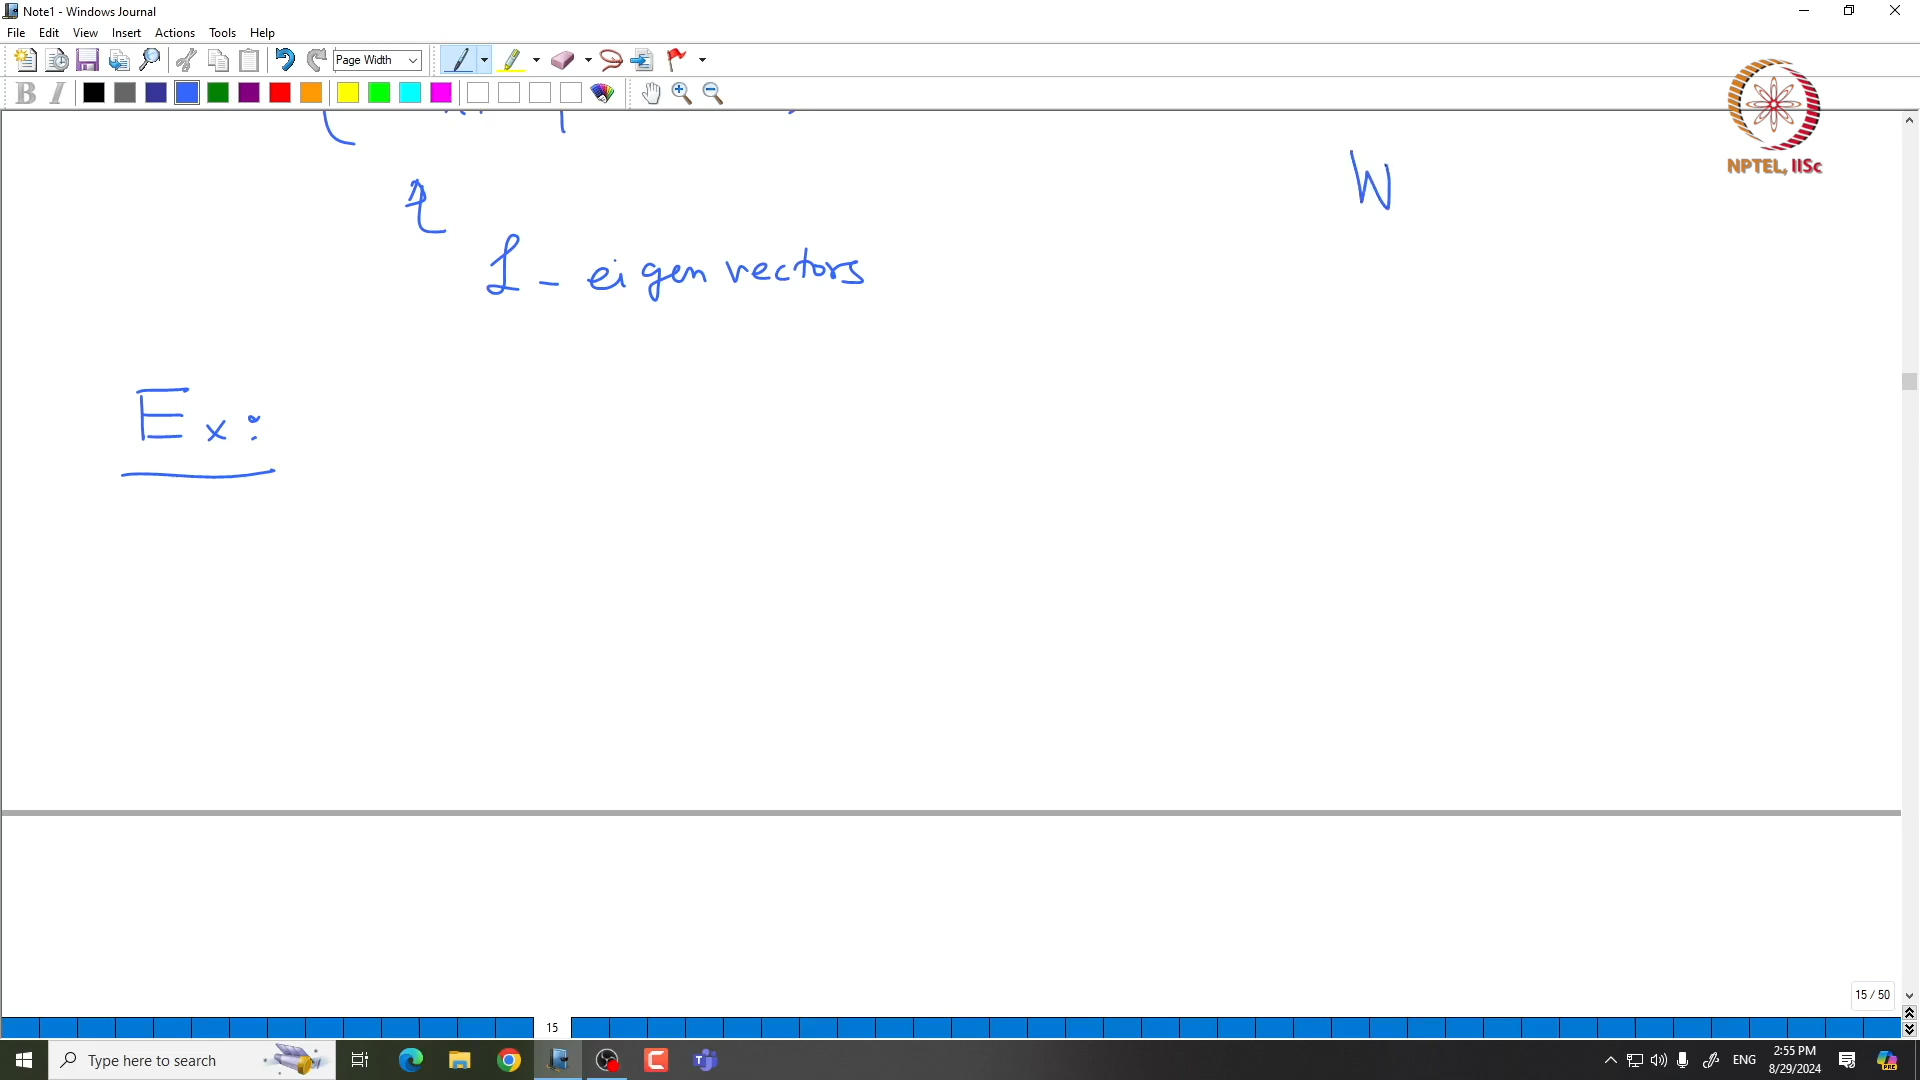 Note1 - Windows Journal
File Edit View Insert Actions Tools Help
Page Width
B I
NPTEL, IISc
W
L - eigen vectors
Ex:
15 / 50
15
Type here to search
ENG
2:55 PM
8/29/2024